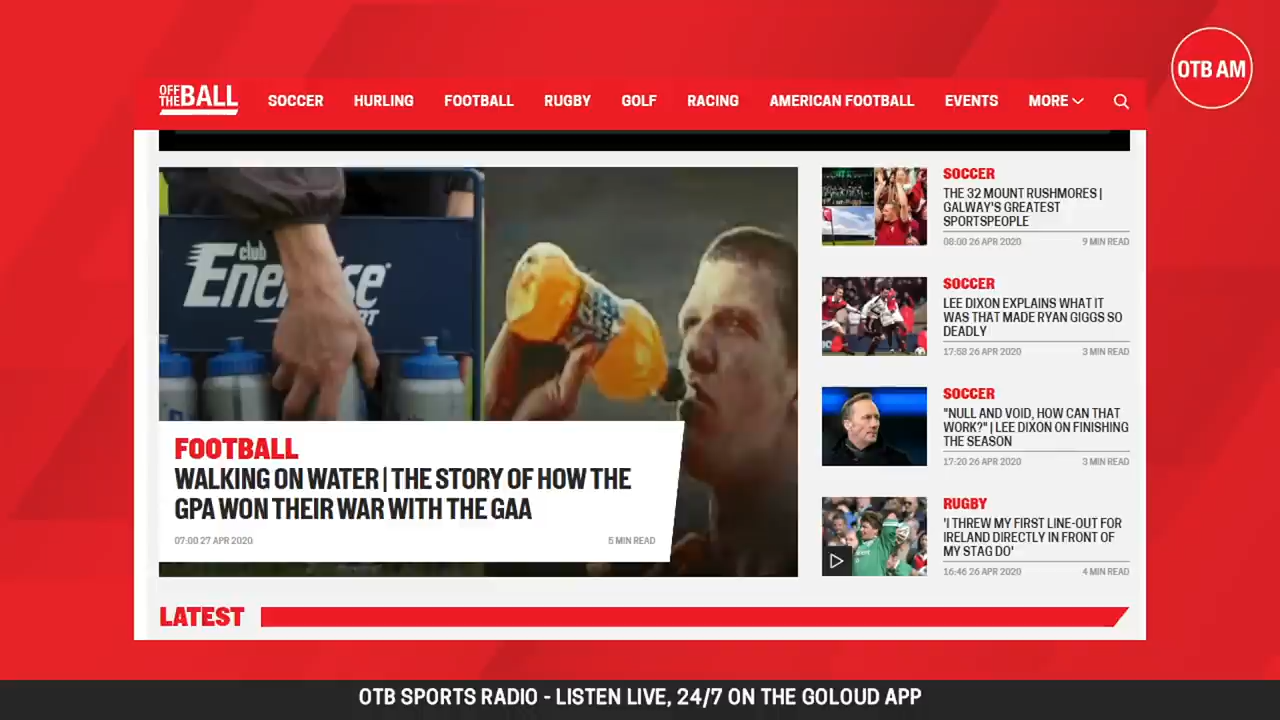 OTB AM
OFF THE BALL
SOCCER HURLING FOOTBALL RUGBY GOLF RACING AMERICAN FOOTBALL EVENTS MORE
club
Energise
SPORT
FOOTBALL
WALKING ON WATER | THE STORY OF HOW THE
GPA WON THEIR WAR WITH THE GAA
07:00 27 APR 2020 5 MIN READ
SOCCER
THE 32 MOUNT RUSHMORES |
GALWAY'S GREATEST
SPORTSPEOPLE
08:00 26 APR 2020 9 MIN READ
SOCCER
LEE DIXON EXPLAINS WHAT IT
WAS THAT MADE RYAN GIGGS SO
DEADLY
17:58 26 APR 2020 3 MIN READ
SOCCER
"NULL AND VOID, HOW CAN THAT
WORK?" | LEE DIXON ON FINISHING
THE SEASON
17:20 26 APR 2020 3 MIN READ
RUGBY
'I THREW MY FIRST LINE-OUT FOR
IRELAND DIRECTLY IN FRONT OF
MY STAG DO'
16:46 26 APR 2020 4 MIN READ
LATEST
OTB SPORTS RADIO - LISTEN LIVE, 24/7 ON THE GOLOUD APP